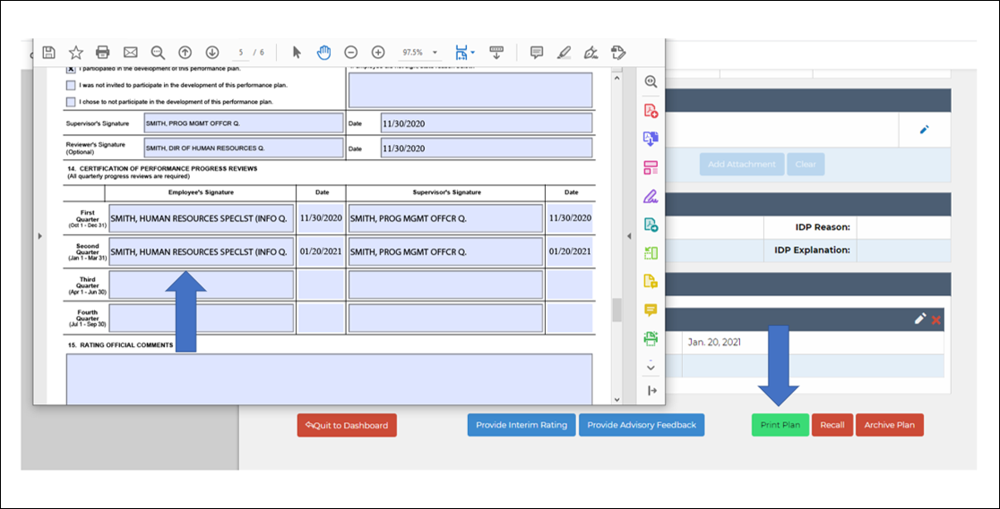 5 / 6 97.5%
I participated in the development of this performance plan.
I was not invited to participate in the development of this performance plan.
I chose to not participate in the development of this performance plan.
Supervisor's Signature SMITH, PROG MGMT OFFCR Q. Date 11/30/2020
Reviewer's Signature
(Optional) SMITH, DIR OF HUMAN RESOURCES Q. Date 11/30/2020
14. CERTIFICATION OF PERFORMANCE PROGRESS REVIEWS
(All quarterly progress reviews are required)
Employee's Signature Date Supervisor's Signature Date
First
Quarter
(Oct 1 - Dec 31) SMITH, HUMAN RESOURCES SPECLST (INFO Q. 11/30/2020 SMITH, PROG MGMT OFFCR Q. 11/30/2020
Second
Quarter
(Jan 1 - Mar 31) SMITH, HUMAN RESOURCES SPECLST (INFO Q. 01/20/2021 SMITH, PROG MGMT OFFCR Q. 01/20/2021
Third
Quarter
(Apr 1 - Jun 30)
Fourth
Quarter
(Jul 1 - Sep 30)
15. RATING OFFICIAL COMMENTS
Add Attachment Clear
IDP Reason:
IDP Explanation:
Jan. 20, 2021
Quit to Dashboard Provide Interim Rating Provide Advisory Feedback Print Plan Recall Archive Plan